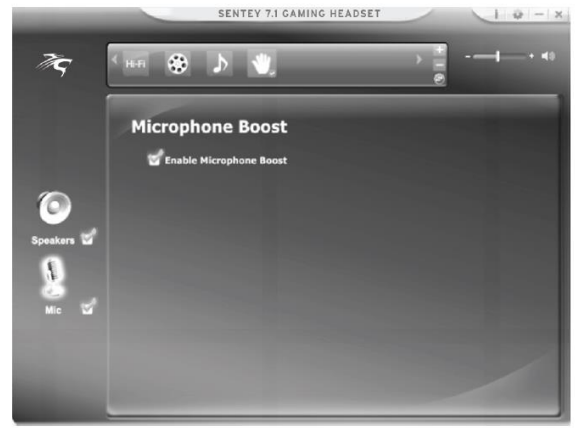 SENTEY 7.1 GAMING HEADSET
Hi-Fi
Microphone Boost
Enable Microphone Boost
Speakers
Mic